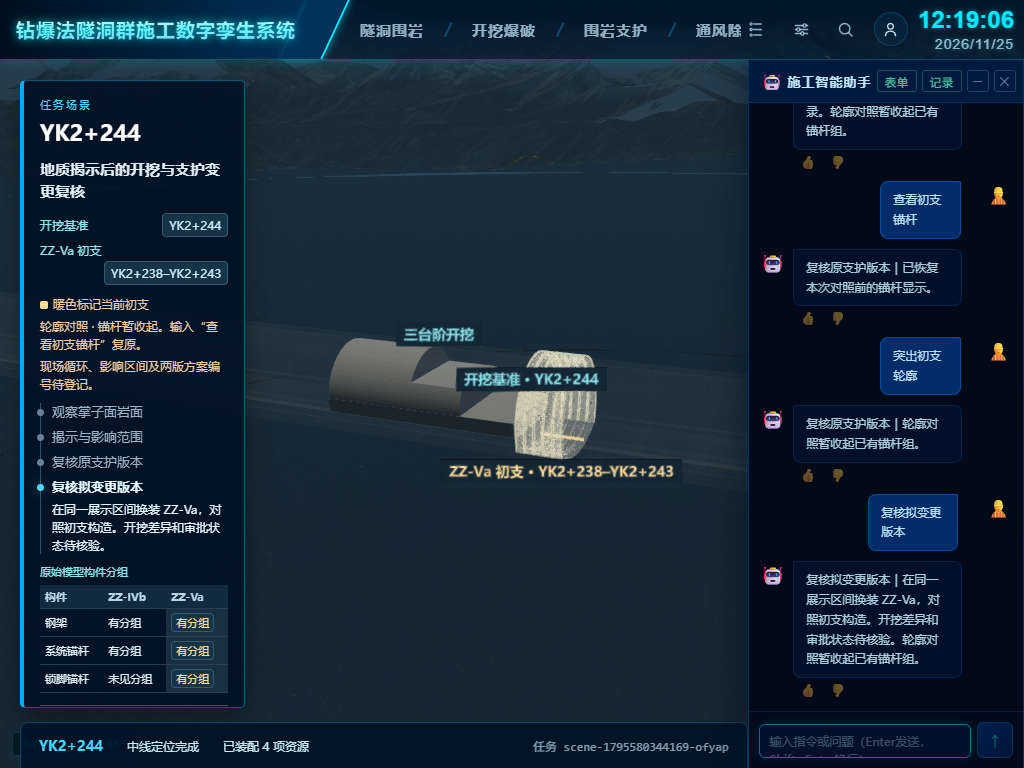 钻爆法隧洞群施工数字孪生系统
隧洞围岩 / 开挖爆破 / 围岩支护 / 通风除
12:19:06
2026/11/25
任务场景
YK2+244
地质揭示后的开挖与支护变
更复核
开挖基准 YK2+244
ZZ-Va 初支
YK2+238—YK2+243
暖色标记当前初支
轮廓对照 · 锚杆暂收起。输入“查
看初支锚杆”复原。
现场循环、影响区间及两版方案编
号待登记。
观察掌子面岩面
揭示与影响范围
复核原支护版本
复核拟变更版本
在同一展示区间换装 ZZ-Va，对
照初支构造。开挖差异和审批状
态待核验。
原始模型构件分组
构件 ZZ-IVb ZZ-Va
钢架 有分组 有分组
系统锚杆 有分组 有分组
锁脚锚杆 未见分组 有分组
三台阶开挖
开挖基准 • YK2+244
ZZ-Va 初支 • YK2+238—YK2+243
YK2+244 中线定位完成 已装配 4 项资源 任务 scene-1795580344169-ofyap
施工智能助手 表单 记录
录。轮廓对照暂收起已有
锚杆组。
查看初支
锚杆
复核原支护版本 | 已恢复
本次对照前的锚杆显示。
突出初支
轮廓
复核原支护版本 | 轮廓对
照暂收起已有锚杆组。
复核拟变更
版本
复核拟变更版本 | 在同一
展示区间换装 ZZ-Va，对
照初支构造。开挖差异和
审批状态待核验。轮廓对
照暂收起已有锚杆组。
输入指令或问题（Enter发送，